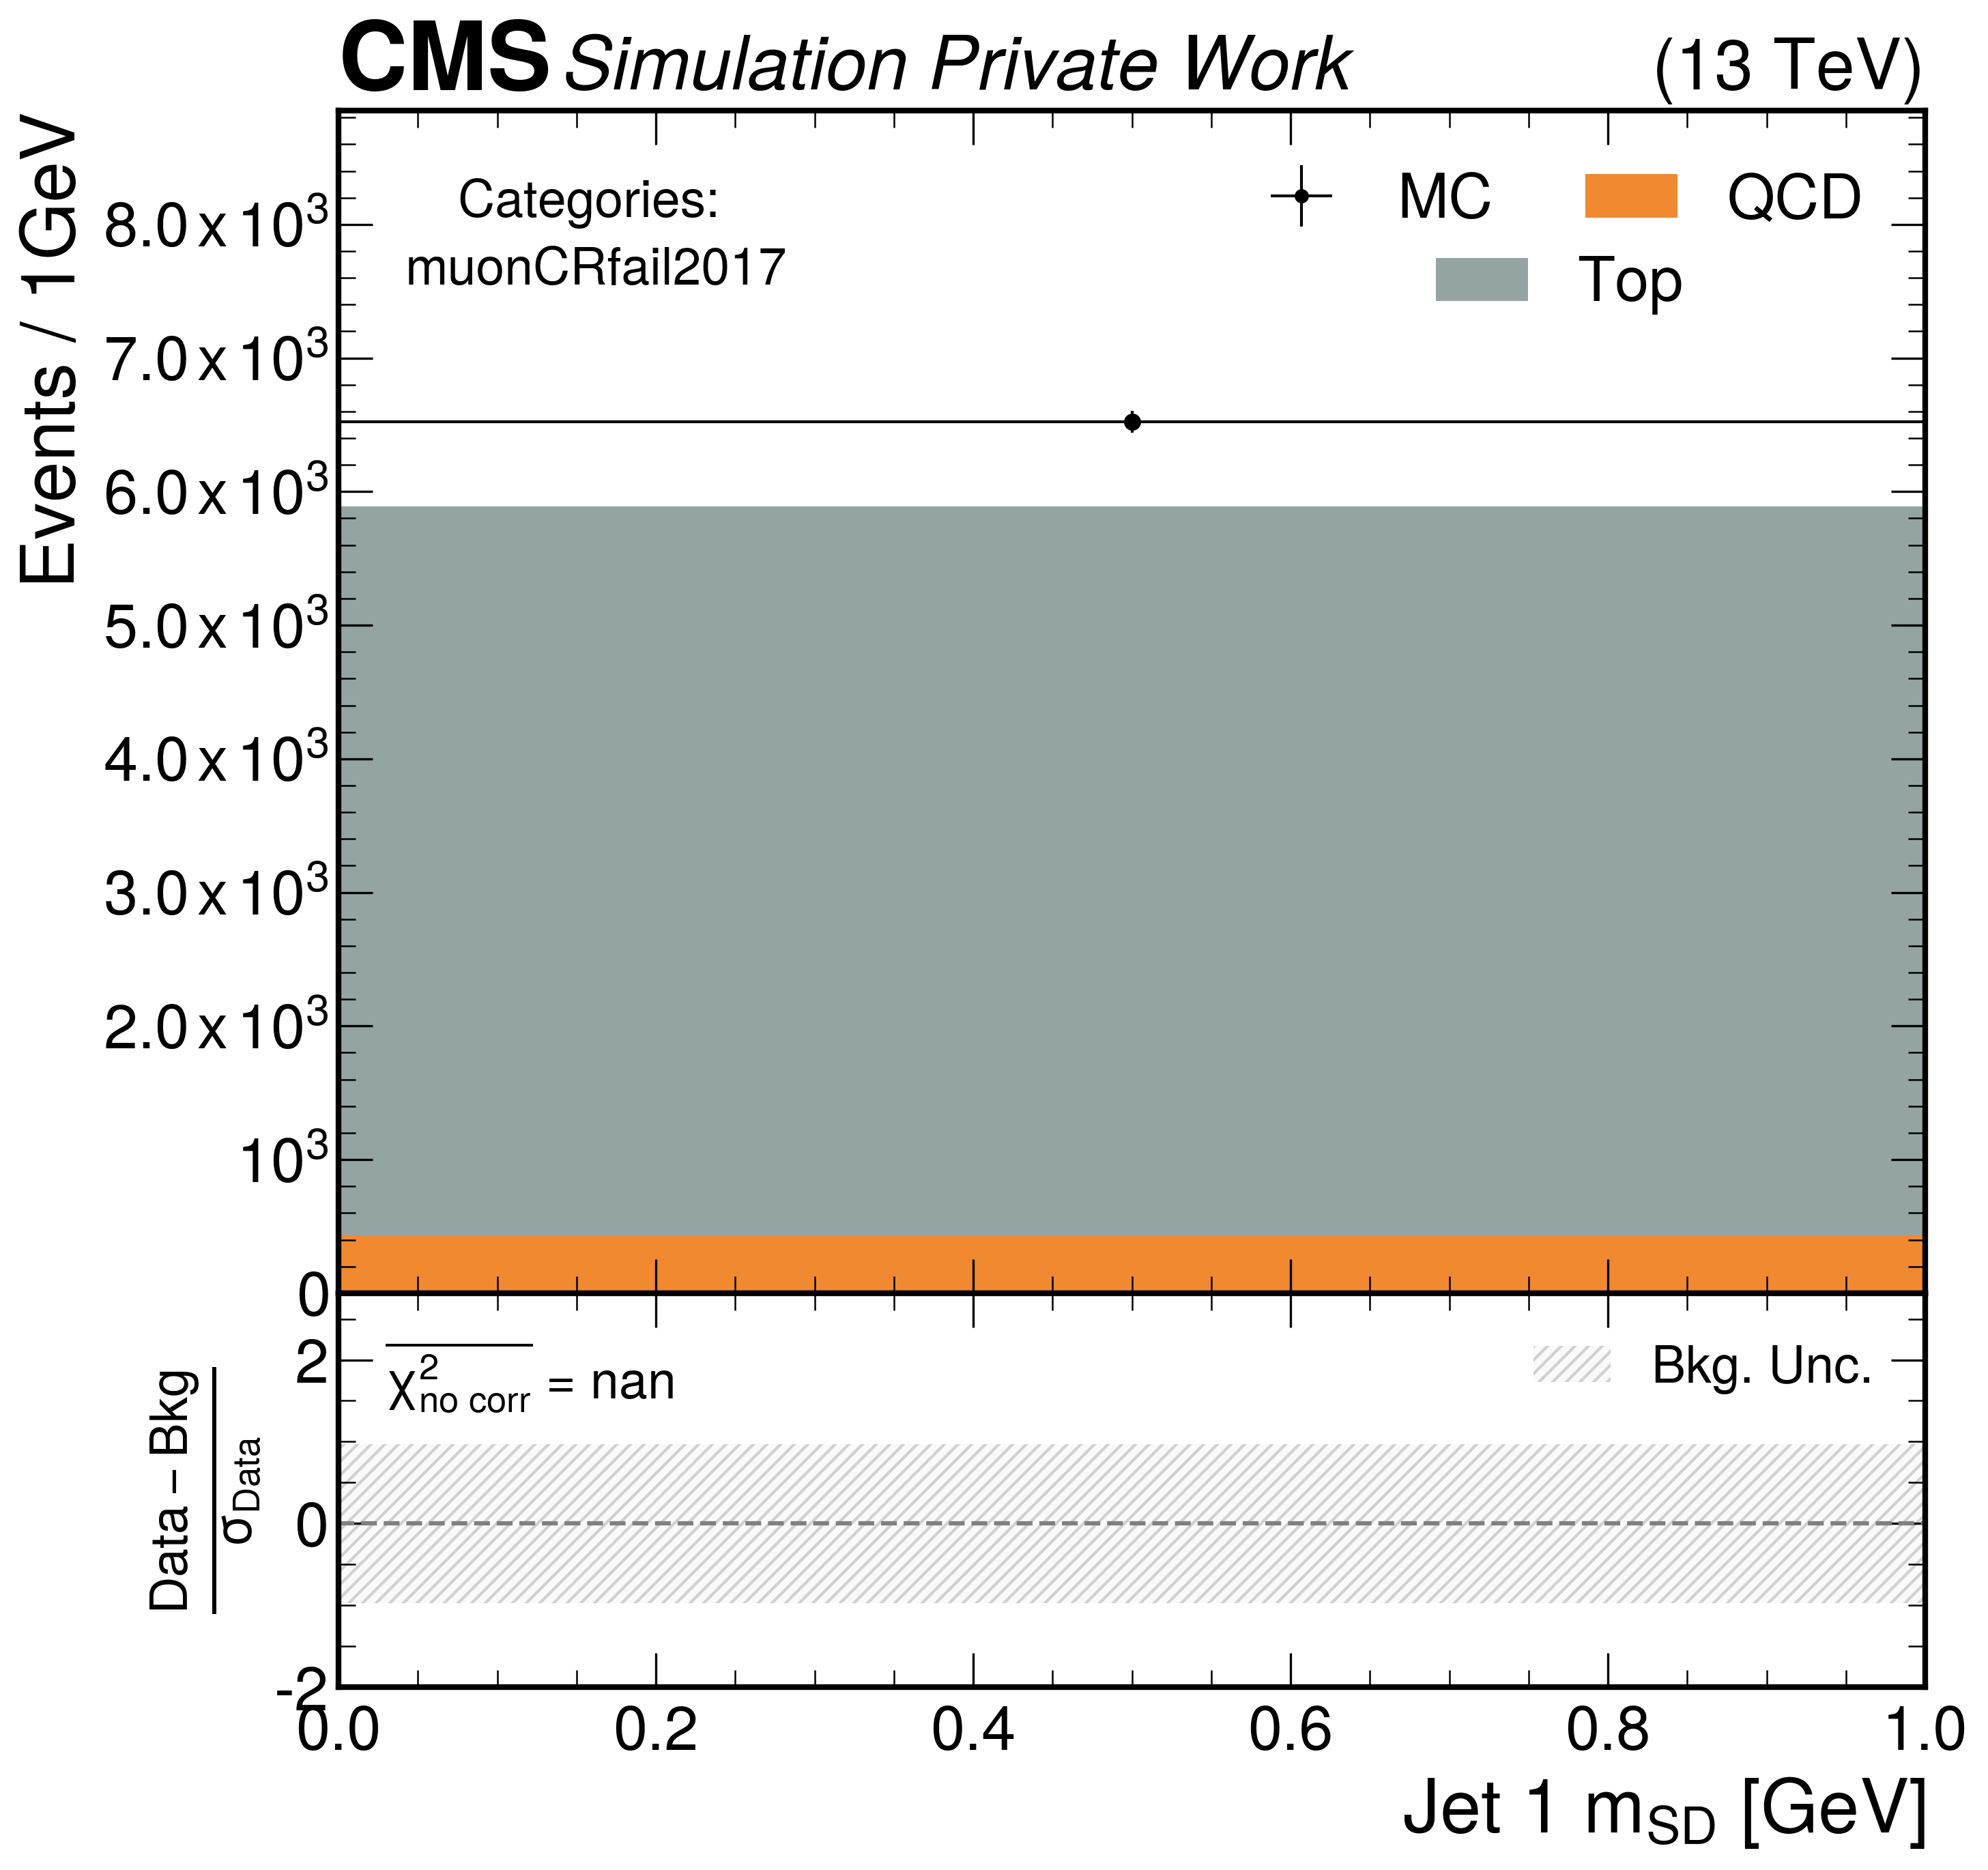 CMS Simulation Private Work (13 TeV)
Events / 1GeV
Categories:
muonCRfail2017
MC
QCD
Top
8.0 x 10³
7.0 x 10³
6.0 x 10³
5.0 x 10³
4.0 x 10³
3.0 x 10³
2.0 x 10³
10³
0
χ²no corr = nan
Bkg. Unc.
Data – Bkg
σData
2
0
-2
0.0 0.2 0.4 0.6 0.8 1.0
Jet 1 mSD [GeV]